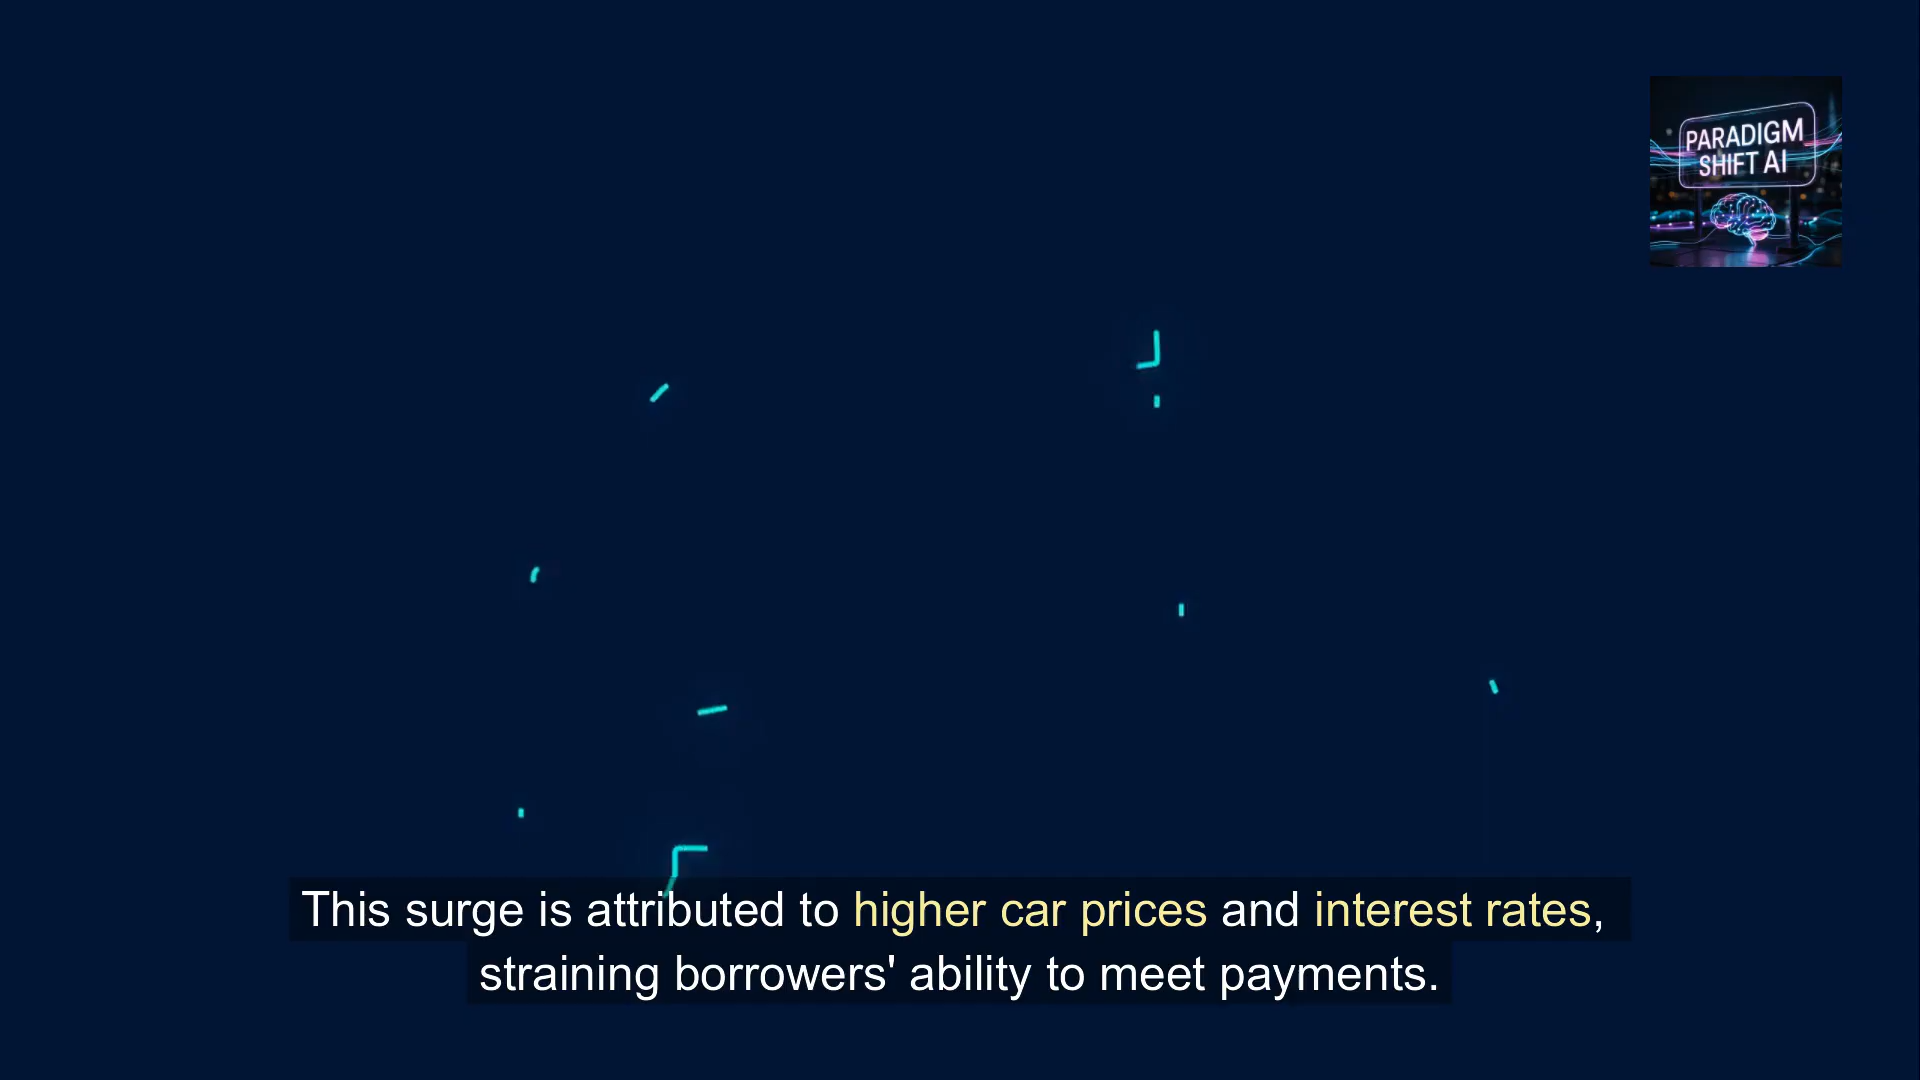 PARADIGM
SHIFT AI
This surge is attributed to higher car prices and interest rates,
straining borrowers' ability to meet payments.